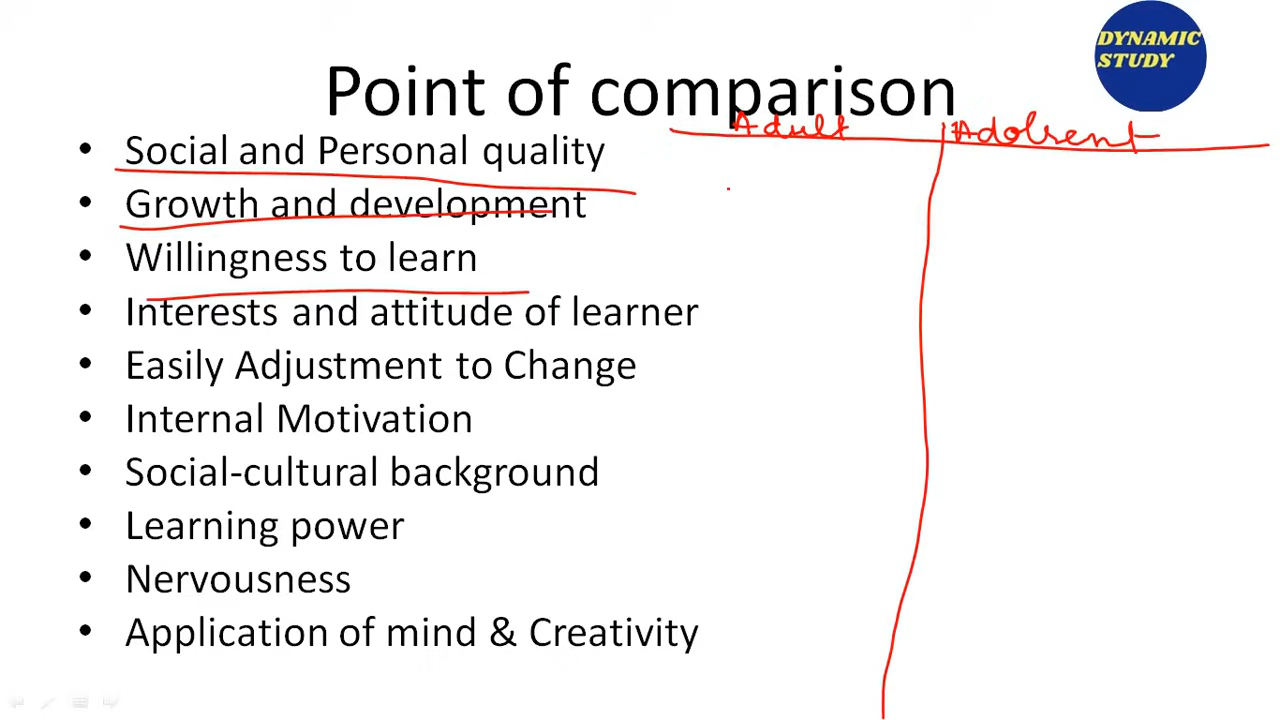 DYNAMIC
STUDY
Point of comparison
Adult
Adolsent
• Social and Personal quality
• Growth and development
• Willingness to learn
• Interests and attitude of learner
• Easily Adjustment to Change
• Internal Motivation
• Social-cultural background
• Learning power
• Nervousness
• Application of mind & Creativity